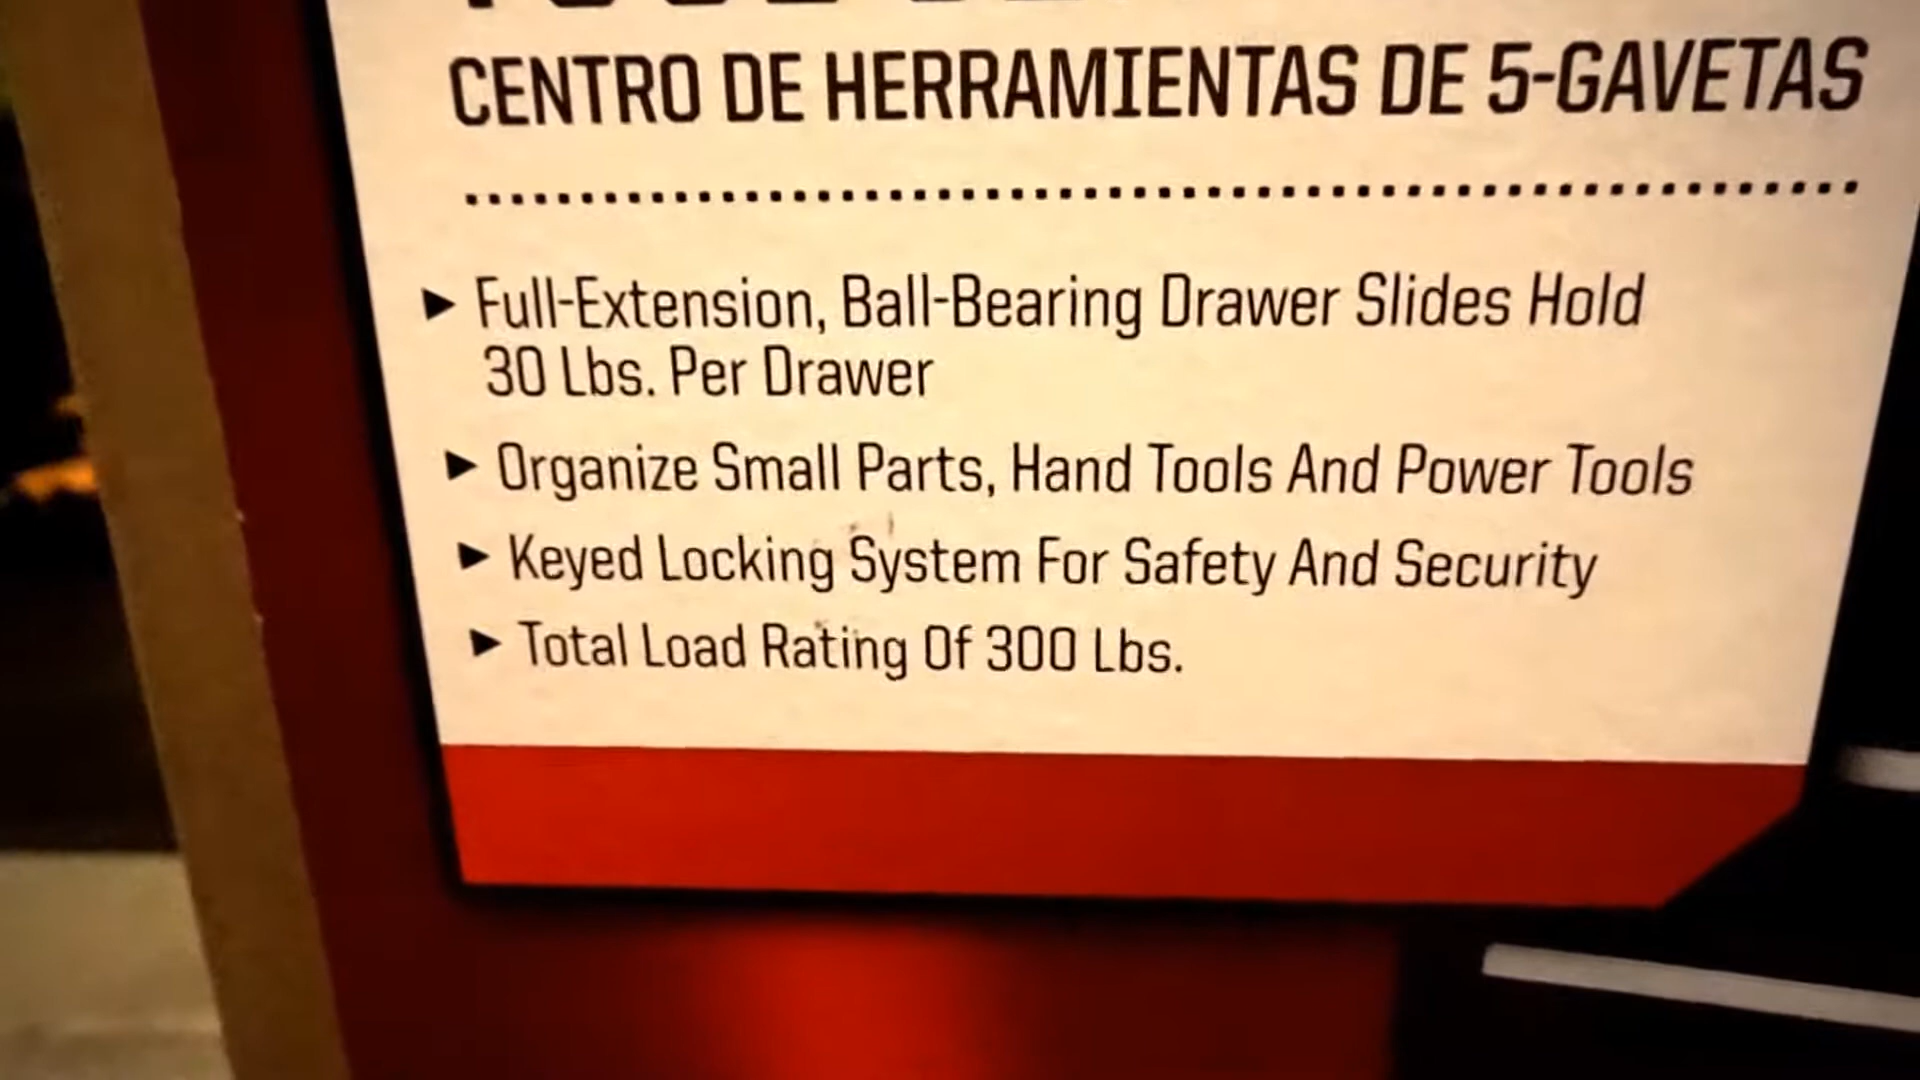 CENTRO DE HERRAMIENTAS DE 5-GAVETAS
► Full-Extension, Ball-Bearing Drawer Slides Hold
30 Lbs. Per Drawer
► Organize Small Parts, Hand Tools And Power Tools
► Keyed Locking System For Safety And Security
► Total Load Rating Of 300 Lbs.